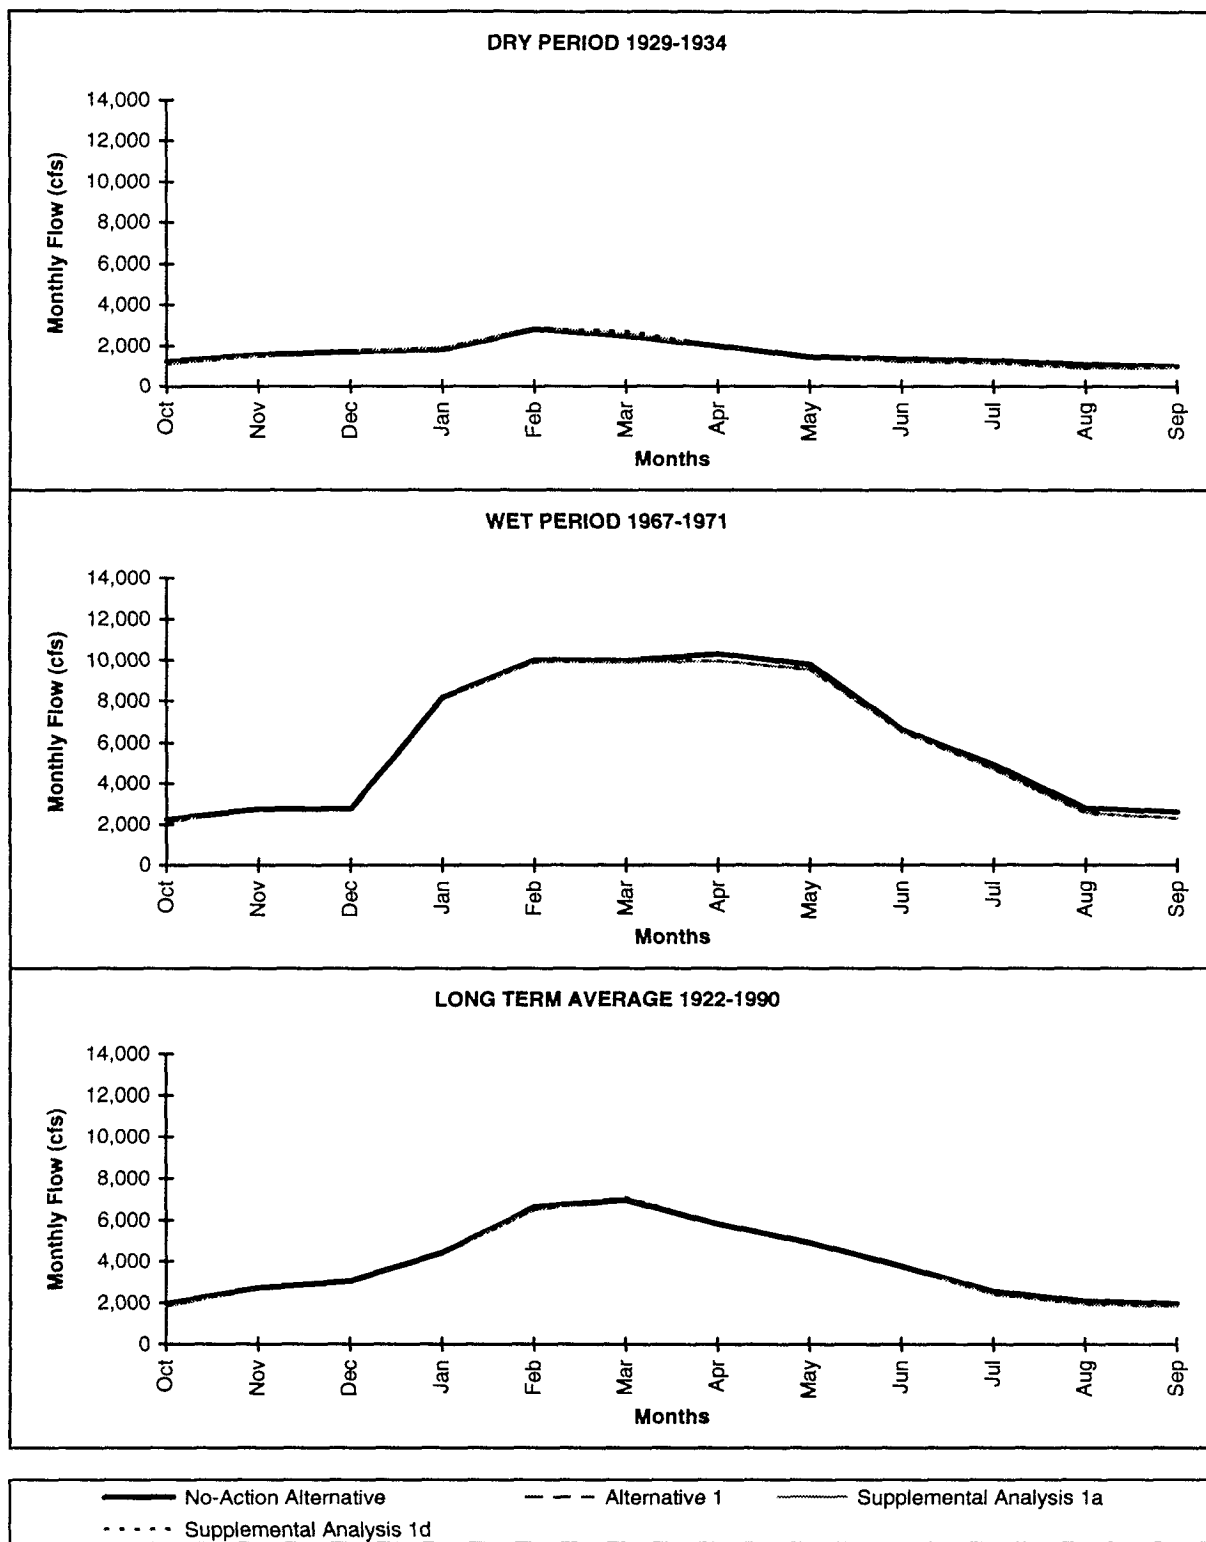 DRY PERIOD 1929-1934
14,000
12,000
10,000
8,000
6,000
4,000
2,000
0
Monthly Flow (cfs)
Oct Nov Dec Jan Feb Mar Apr May Jun Jul Aug Sep
Months
WET PERIOD 1967-1971
14,000
12,000
10,000
8,000
6,000
4,000
2,000
0
Monthly Flow (cfs)
Oct Nov Dec Jan Feb Mar Apr May Jun Jul Aug Sep
Months
LONG TERM AVERAGE 1922-1990
14,000
12,000
10,000
8,000
6,000
4,000
2,000
0
Monthly Flow (cfs)
Oct Nov Dec Jan Feb Mar Apr May Jun Jul Aug Sep
Months
No-Action Alternative Alternative 1 Supplemental Analysis 1a
Supplemental Analysis 1d